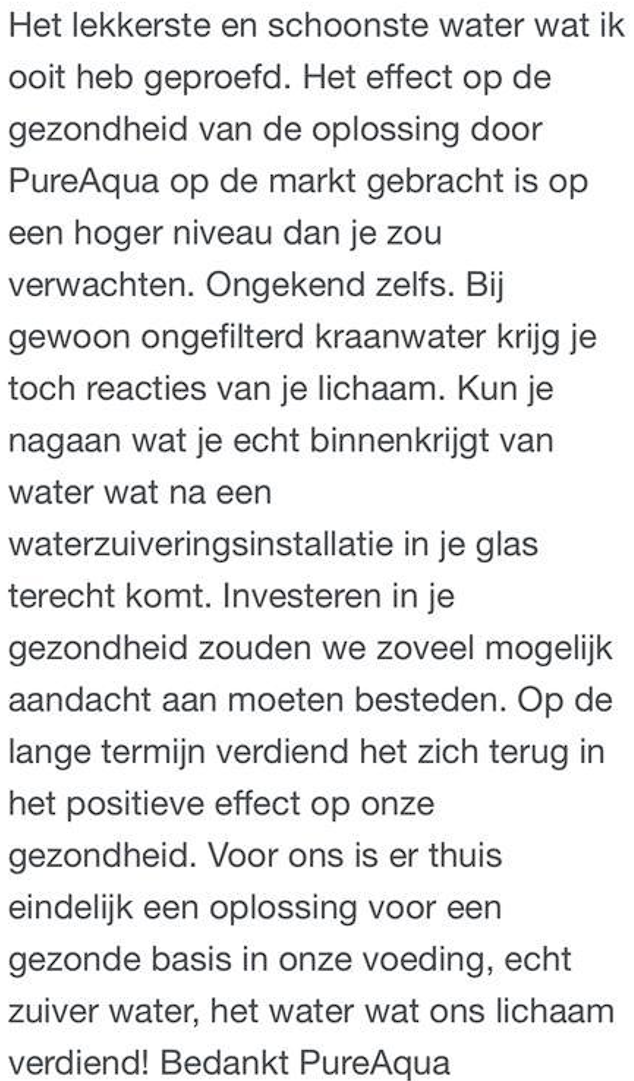 Het lekkerste en schoonste water wat ik
ooit heb geproefd. Het effect op de
gezondheid van de oplossing door
PureAqua op de markt gebracht is op
een hoger niveau dan je zou
verwachten. Ongekend zelfs. Bij
gewoon ongefilterd kraanwater krijg je
toch reacties van je lichaam. Kun je
nagaan wat je echt binnenkrijgt van
water wat na een
waterzuiveringsinstallatie in je glas
terecht komt. Investeren in je
gezondheid zouden we zoveel mogelijk
aandacht aan moeten besteden. Op de
lange termijn verdiend het zich terug in
het positieve effect op onze
gezondheid. Voor ons is er thuis
eindelijk een oplossing voor een
gezonde basis in onze voeding, echt
zuiver water, het water wat ons lichaam
verdiend! Bedankt PureAqua